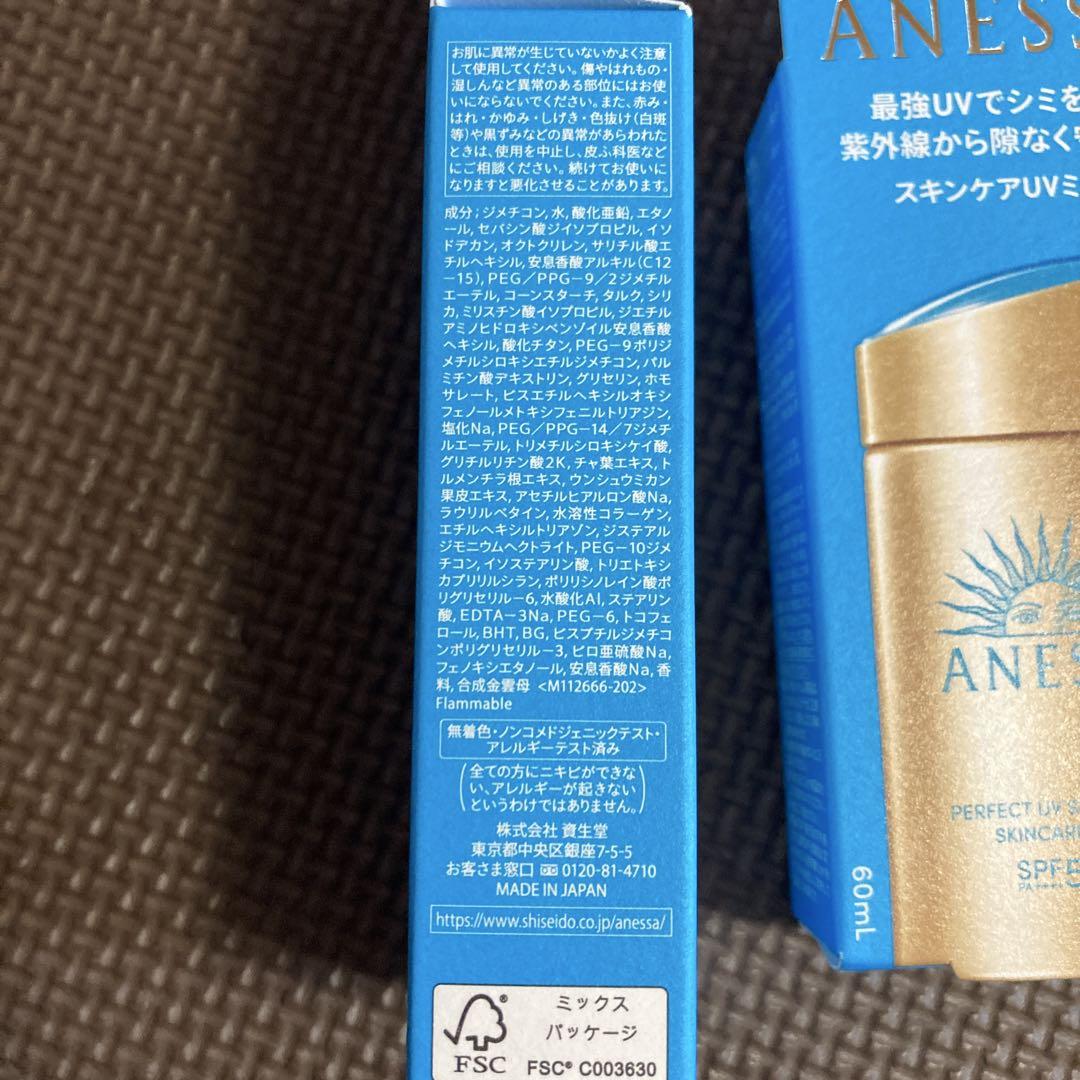 お肌に異常が生じていないかよく注意
して使用してください。傷やはれもの・
湿しんなど異常のある部位にはお使
いにならないでください。また、赤み・
はれ・かゆみ・しげき・色抜け(白斑
等)や黒ずみなどの異常があらわれた
ときは、使用を中止し、皮ふ科医など
にご相談ください。続けてお使いに
なりますと悪化させることがあります。
成分;ジメチコン, 水, 酸化亜鉛, エタノ
ール, セバシン酸ジイソプロピル, イソ
ドデカン, オクトクリレン, サリチル酸エ
チルヘキシル, 安息香酸アルキル(C12
−15), PEG/PPG−9/2ジメチル
エーテル, コーンスターチ, タルク, シリ
カ, ミリスチン酸イソプロピル, ジエチル
アミノヒドロキシベンゾイル安息香酸
ヘキシル, 酸化チタン, PEG−9ポリジ
メチルシロキシエチルジメチコン, パル
ミチン酸デキストリン, グリセリン, ホモ
サレート, ビスエチルヘキシルオキシ
フェノールメトキシフェニルトリアジン,
塩化Na, PEG/PPG−14/7ジメチ
ルエーテル, トリメチルシロキシケイ酸,
グリチルリチン酸2K, チャ葉エキス, ト
ルメンチラ根エキス, ウンシュウミカン
果皮エキス, アセチルヒアルロン酸Na,
ラウリルベタイン, 水溶性コラーゲン,
エチルヘキシルトリアゾン, ジステアル
ジモニウムヘクトライト, PEG−10ジメ
チコン, イソステアリン酸, トリエトキシ
カプリリルシラン, ポリリシノレイン酸ポ
リグリセリル−6, 水酸化Al, ステアリン
酸, EDTA−3Na, PEG−6, トコフェ
ロール, BHT, BG, ビスブチルジメチコ
ンポリグリセリル−3, ピロ亜硫酸Na,
フェノキシエタノール, 安息香酸Na, 香
料, 合成金雲母 <M112666-202>
Flammable
無着色・ノンコメドジェニックテスト・
アレルギーテスト済み
(全ての方にニキビができな
い、アレルギーが起きない
というわけではありません。)
株式会社 資生堂
東京都中央区銀座7-5-5
お客さま窓口 0120-81-4710
MADE IN JAPAN
https://www.shiseido.co.jp/anessa/
FSC
ミックス
パッケージ
FSC® C003630
ANESS
最強UVでシミを
紫外線から隙なく
スキンケアUVミ
ANESS
PERFECT UV S
SKINCAR
SPF5
PA++++
60mL